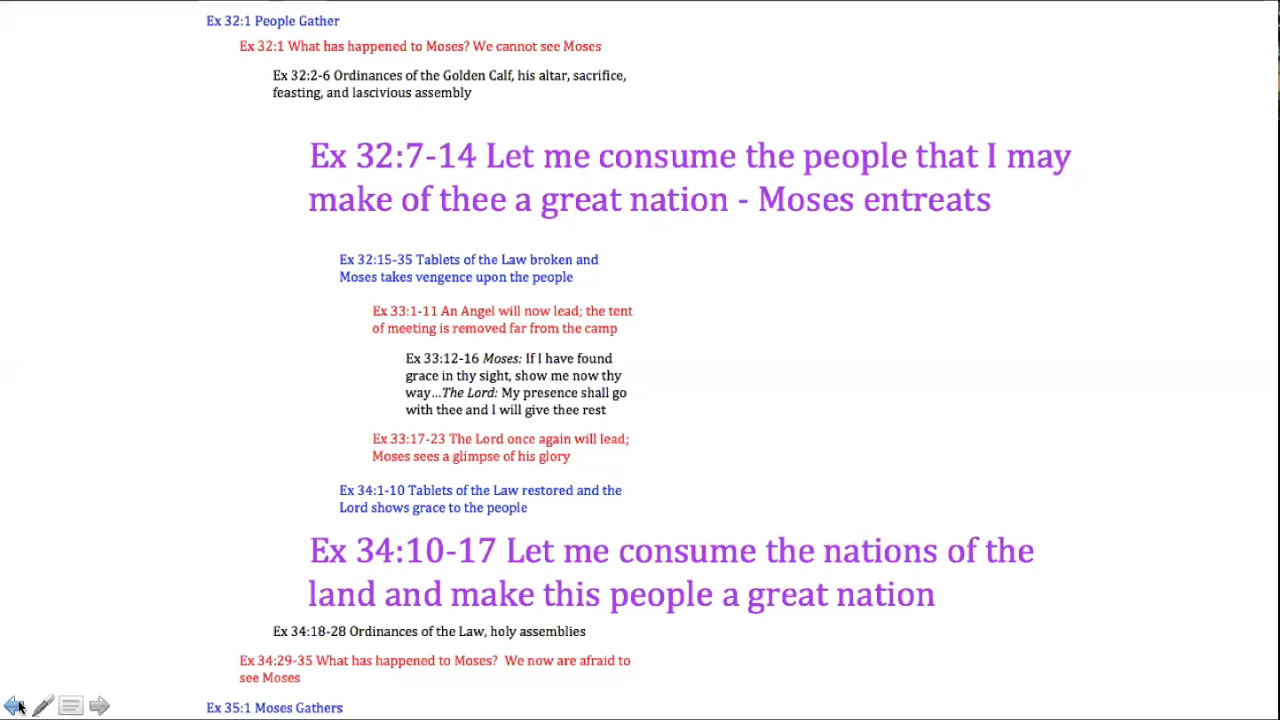 Ex 32:1 People Gather
Ex 32:1 What has happened to Moses? We cannot see Moses
Ex 32:2-6 Ordinances of the Golden Calf, his altar, sacrifice,
feasting, and lascivious assembly
Ex 32:7-14 Let me consume the people that I may
make of thee a great nation - Moses entreats
Ex 32:15-35 Tablets of the Law broken and
Moses takes vengence upon the people
Ex 33:1-11 An Angel will now lead; the tent
of meeting is removed far from the camp
Ex 33:12-16 Moses: If I have found
grace in thy sight, show me now thy
way...The Lord: My presence shall go
with thee and I will give thee rest
Ex 33:17-23 The Lord once again will lead;
Moses sees a glimpse of his glory
Ex 34:1-10 Tablets of the Law restored and the
Lord shows grace to the people
Ex 34:10-17 Let me consume the nations of the
land and make this people a great nation
Ex 34:18-28 Ordinances of the Law, holy assemblies
Ex 34:29-35 What has happened to Moses?  We now are afraid to
see Moses
Ex 35:1 Moses Gathers